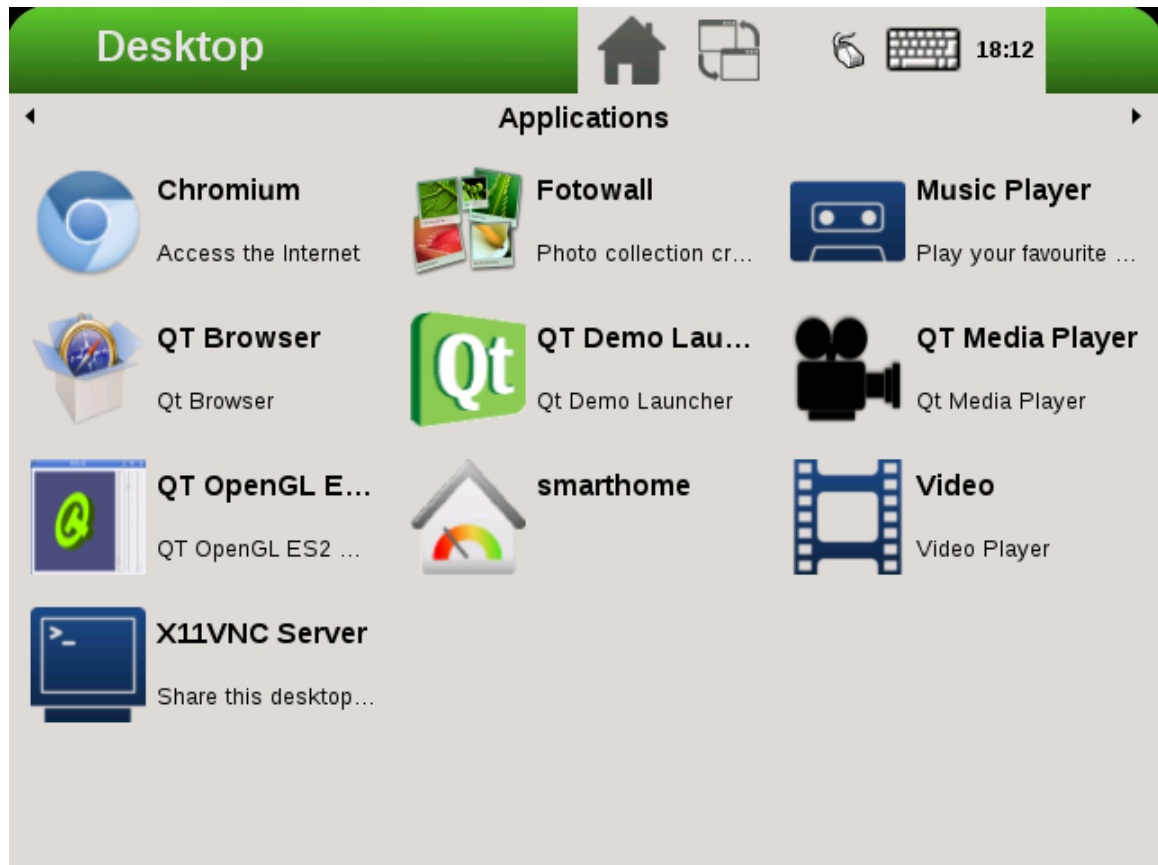 Desktop
18:12
Applications
Chromium
Access the Internet
Fotowall
Photo collection cr...
Music Player
Play your favourite ...
QT Browser
Qt Browser
Qt
QT Demo Lau...
Qt Demo Launcher
QT Media Player
Qt Media Player
QT OpenGL E...
QT OpenGL ES2 ...
smarthome
Video
Video Player
>_
X11VNC Server
Share this desktop...